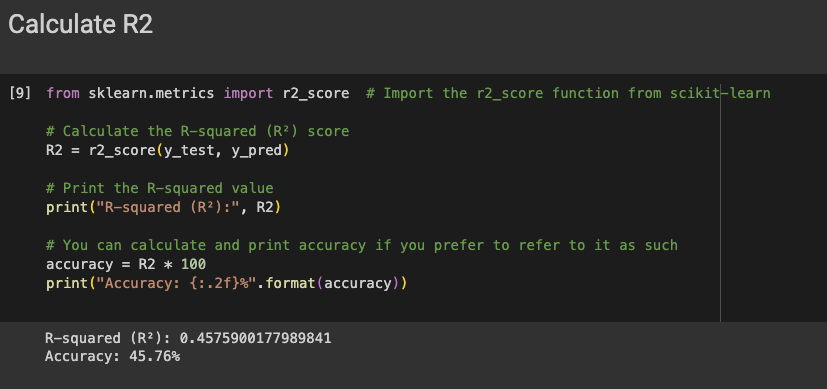 Calculate R2
[9] from sklearn.metrics import r2_score  # Import the r2_score function from scikit-learn
# Calculate the R-squared (R²) score
R2 = r2_score(y_test, y_pred)
# Print the R-squared value
print("R-squared (R²):", R2)
# You can calculate and print accuracy if you prefer to refer to it as such
accuracy = R2 * 100
print("Accuracy: {:.2f}%".format(accuracy))
R-squared (R²): 0.4575900177989841
Accuracy: 45.76%